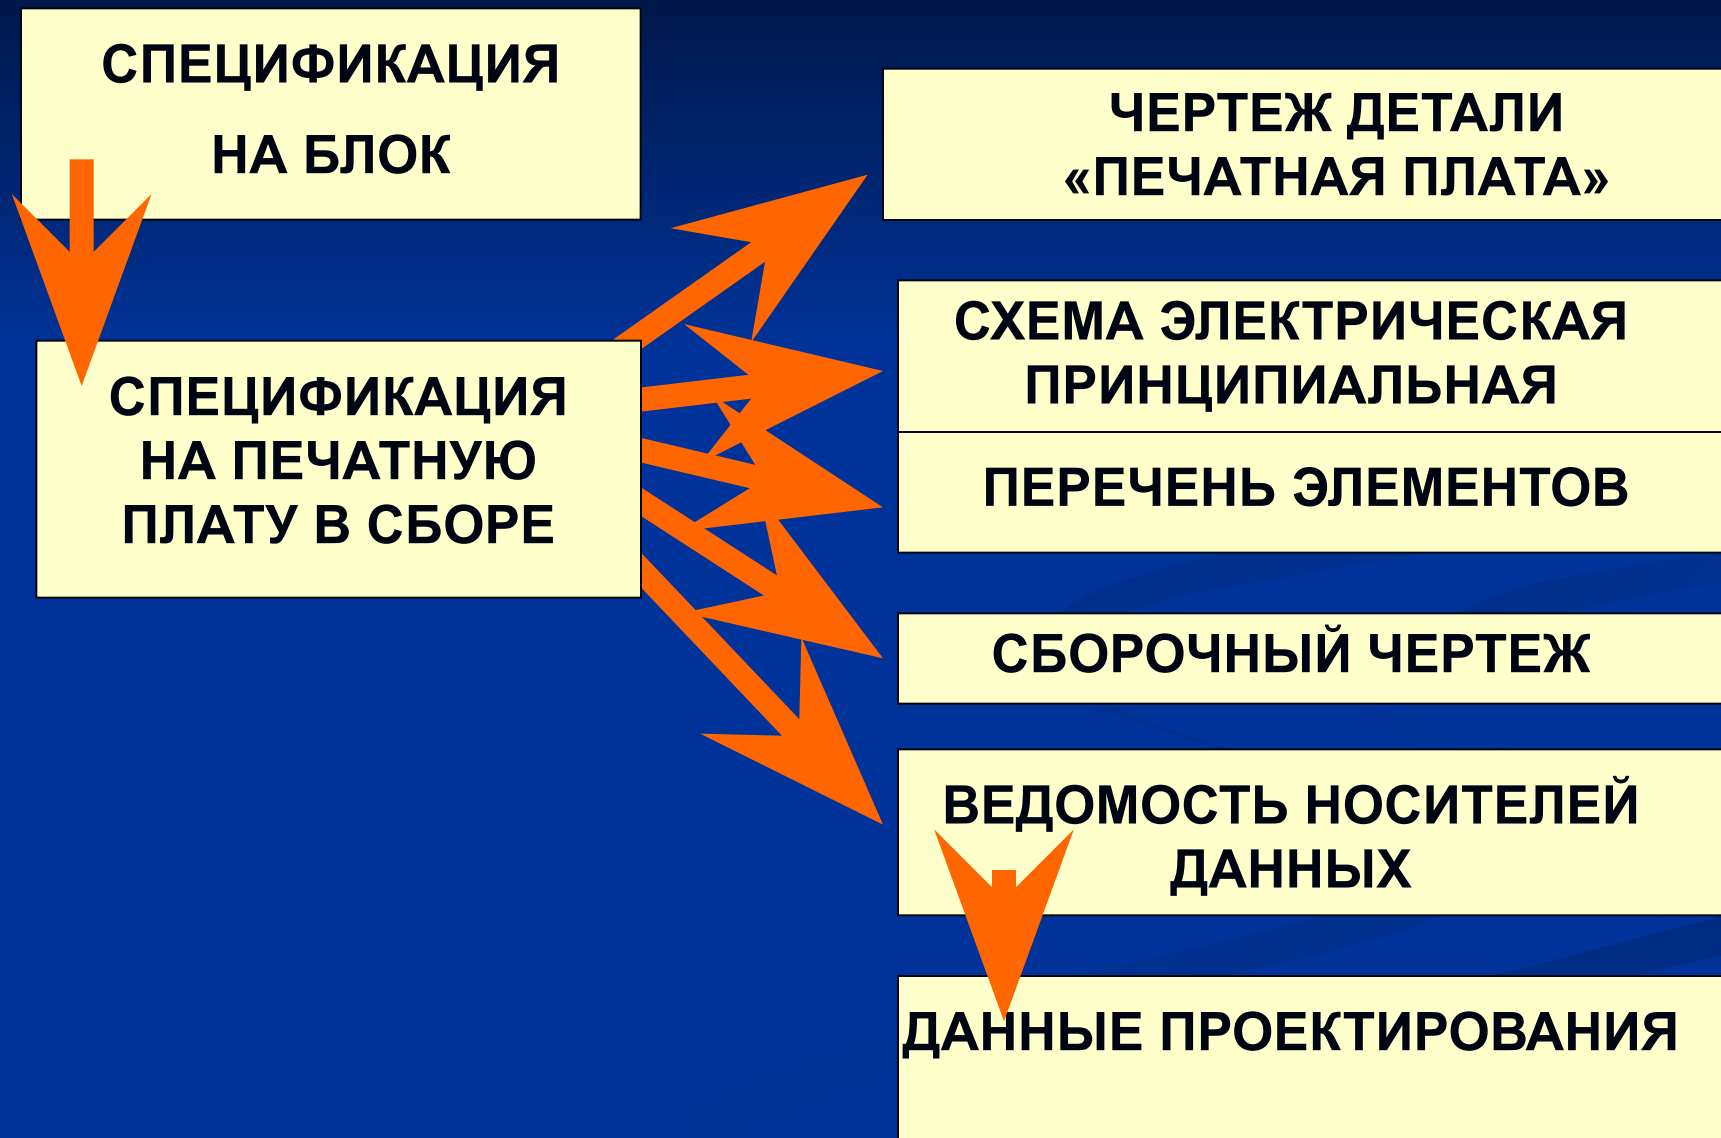 СПЕЦИФИКАЦИЯ
НА БЛОК
СПЕЦИФИКАЦИЯ
НА ПЕЧАТНУЮ
ПЛАТУ В СБОРЕ
ЧЕРТЕЖ ДЕТАЛИ
«ПЕЧАТНАЯ ПЛАТА»
СХЕМА ЭЛЕКТРИЧЕСКАЯ
ПРИНЦИПИАЛЬНАЯ
ПЕРЕЧЕНЬ ЭЛЕМЕНТОВ
СБОРОЧНЫЙ ЧЕРТЕЖ
ВЕДОМОСТЬ НОСИТЕЛЕЙ
ДАННЫХ
ДАННЫЕ ПРОЕКТИРОВАНИЯ